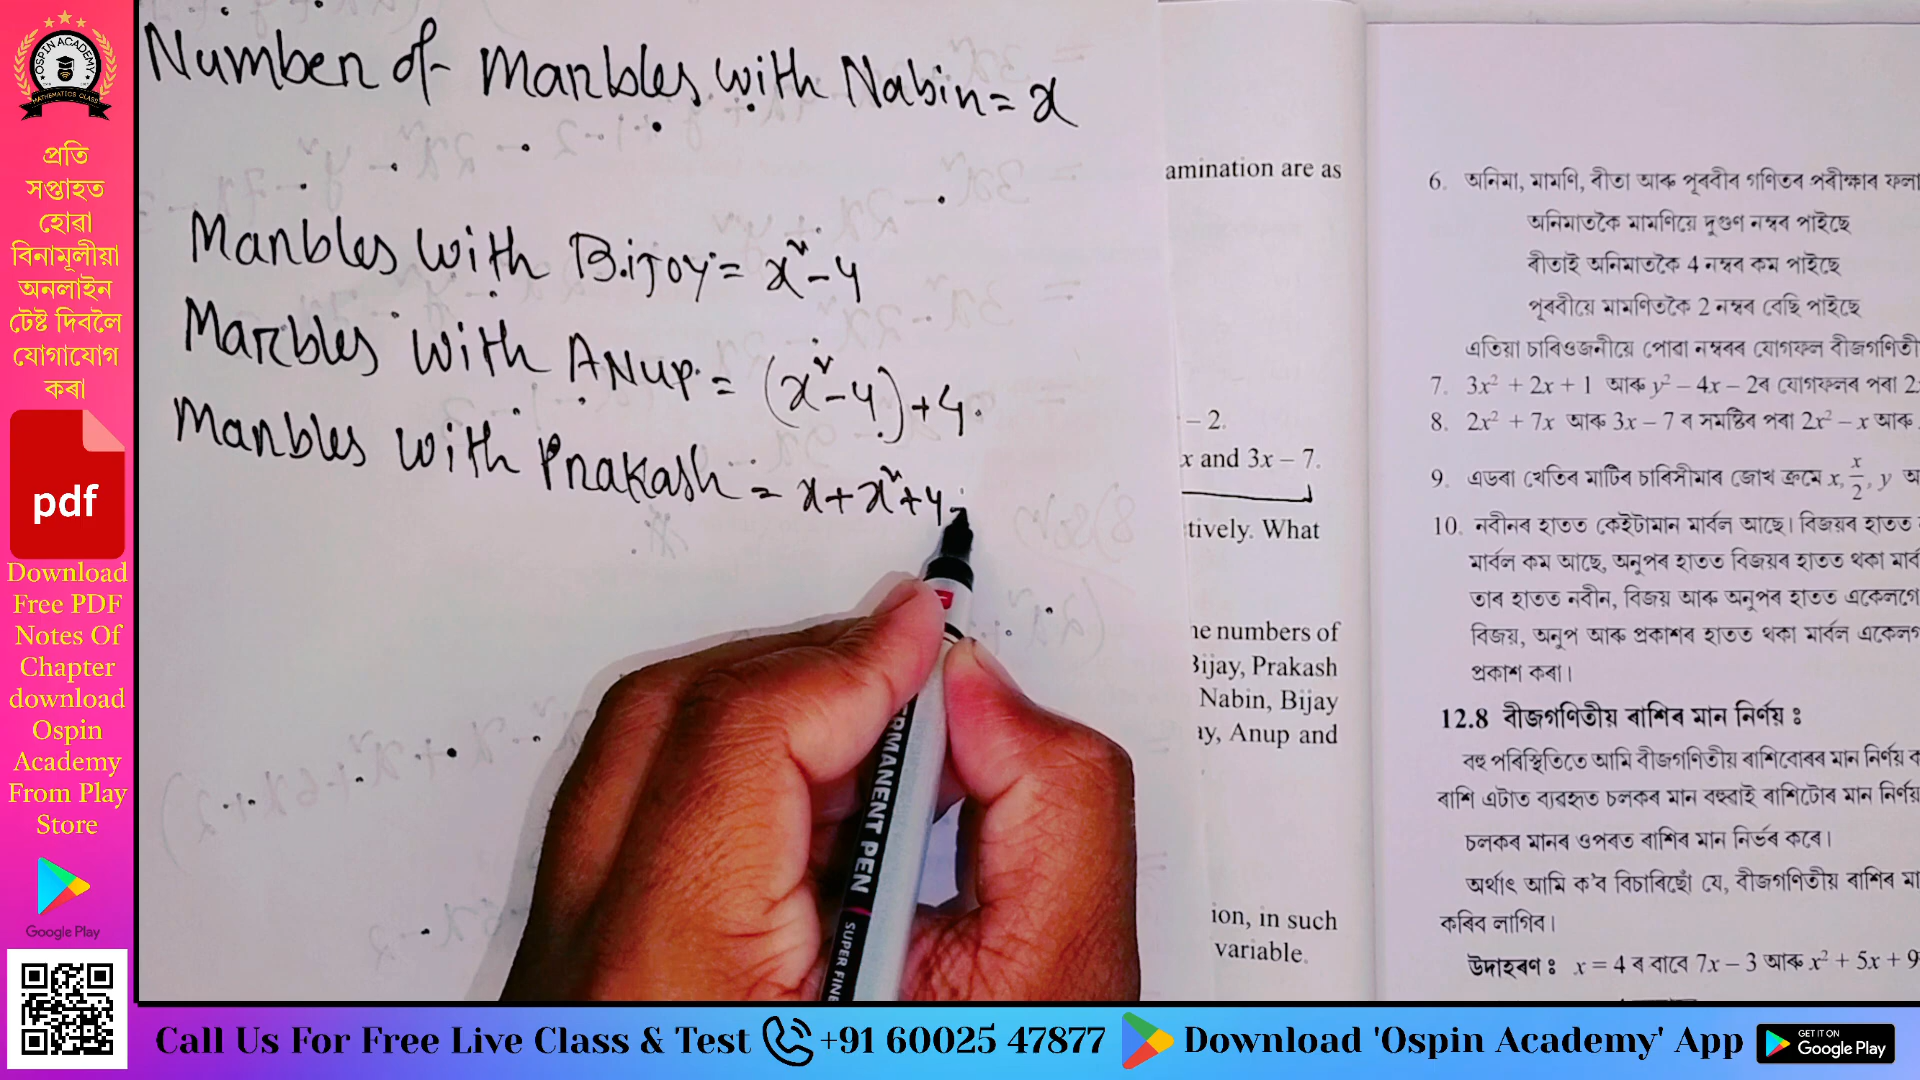 OSPIN ACADEMY
MATHEMATICS CLASS
প্ৰতি
সপ্তাহত
হোৱা
বিনামূলীয়া
অনলাইন
টেষ্ট দিবলৈ
যোগাযোগ
কৰা
pdf
Download
Free PDF
Notes Of
Chapter
download
Ospin
Academy
From Play
Store
Google Play
Number of Marbles with Nabin = x
Marbles with Bijoy = x² - 4
Marbles with ANup = (x² - 4) + 4
Marbles with Prakash = x + x² + 4
PERMANENT PEN
SUPER FINE
amination are as
– 2.
x and 3x – 7.
tively. What
he numbers of
Bijay, Prakash
Nabin, Bijay
ay, Anup and
ion, in such
variable.
6. অনিমা, মামণি, ৰীতা আৰু পূৰবীৰ গণিতৰ পৰীক্ষাৰ ফলা
অনিমাতকৈ মামণিয়ে দুগুণ নম্বৰ পাইছে
ৰীতাই অনিমাতকৈ 4 নম্বৰ কম পাইছে
পূৰবীয়ে মামণিতকৈ 2 নম্বৰ বেছি পাইছে
এতিয়া চাৰিওজনীয়ে পোৱা নম্বৰৰ যোগফল বীজগণিতী
7. 3x² + 2x + 1 আৰু y² – 4x – 2ৰ যোগফলৰ পৰা 2x
8. 2x² + 7x আৰু 3x – 7 ৰ সমষ্টিৰ পৰা 2x² – x আৰু
9. এডৰা খেতিৰ মাটিৰ চাৰিসীমাৰ জোখ ক্ৰমে x, x/2, y আ
10. নবীনৰ হাতত কেইটামান মাৰ্বল আছে। বিজয়ৰ হাতত
মাৰ্বল কম আছে, অনুপৰ হাতত বিজয়ৰ হাতত থকা মাৰ্ব
তাৰ হাতত নবীন, বিজয় আৰু অনুপৰ হাতত একেলগে
বিজয়, অনুপ আৰু প্ৰকাশৰ হাতত থকা মাৰ্বল একেলগ
প্ৰকাশ কৰা।
12.8 বীজগণিতীয় ৰাশিৰ মান নিৰ্ণয় ঃ
বহু পৰিস্থিতিতে আমি বীজগণিতীয় ৰাশিবোৰৰ মান নিৰ্ণয় ক
ৰাশি এটাত ব্যৱহৃত চলকৰ মান বহুৱাই ৰাশিটোৰ মান নিৰ্ণয়
চলকৰ মানৰ ওপৰত ৰাশিৰ মান নিৰ্ভৰ কৰে।
অৰ্থাৎ আমি ক'ব বিচাৰিছোঁ যে, বীজগণিতীয় ৰাশিৰ মা
কৰিব লাগিব।
উদাহৰণ ঃ x = 4 ৰ বাবে 7x – 3 আৰু x² + 5x + 9
Call Us For Free Live Class & Test +91 60025 47877 Download 'Ospin Academy' App GET IT ON Google Play